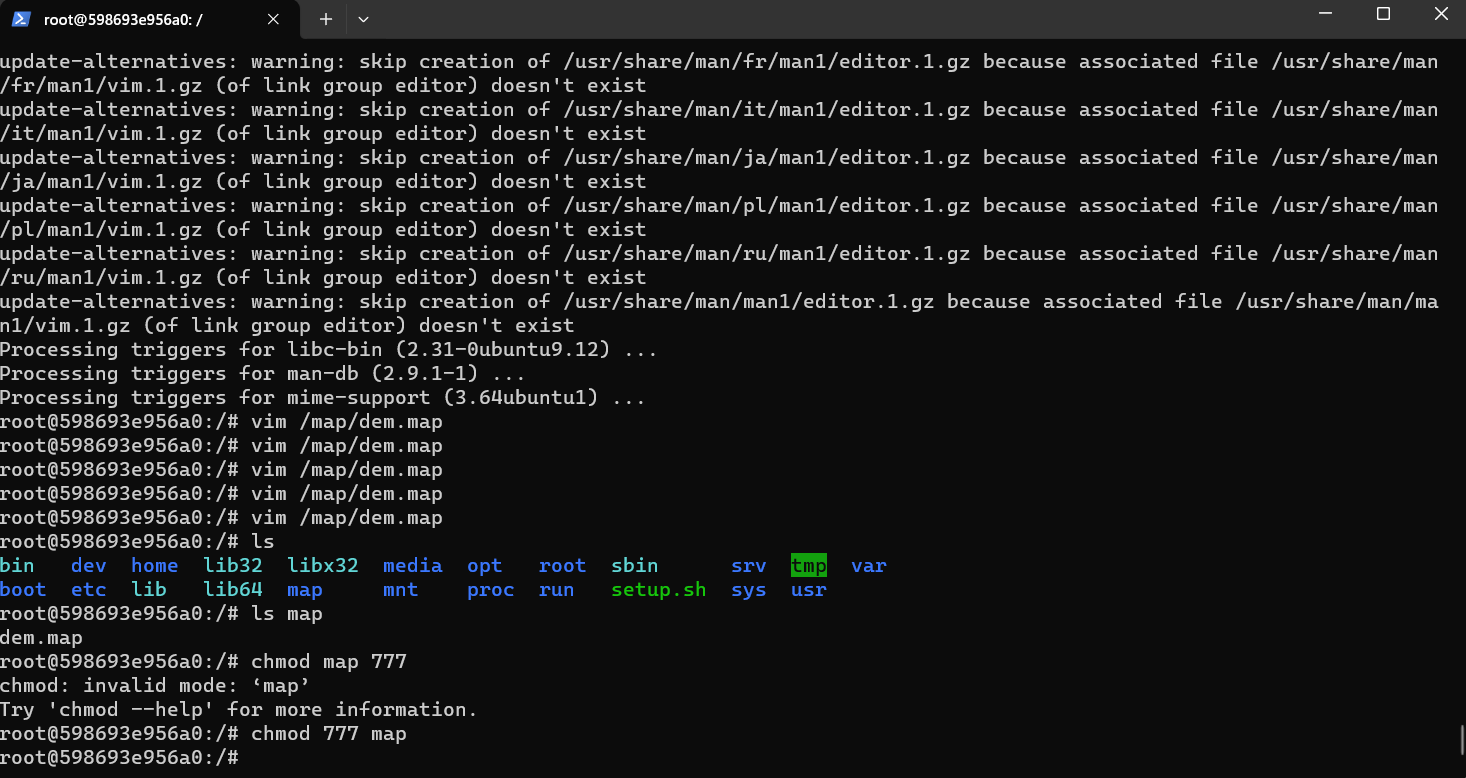 root@598693e956a0: /
update-alternatives: warning: skip creation of /usr/share/man/fr/man1/editor.1.gz because associated file /usr/share/man
/fr/man1/vim.1.gz (of link group editor) doesn't exist
update-alternatives: warning: skip creation of /usr/share/man/it/man1/editor.1.gz because associated file /usr/share/man
/it/man1/vim.1.gz (of link group editor) doesn't exist
update-alternatives: warning: skip creation of /usr/share/man/ja/man1/editor.1.gz because associated file /usr/share/man
/ja/man1/vim.1.gz (of link group editor) doesn't exist
update-alternatives: warning: skip creation of /usr/share/man/pl/man1/editor.1.gz because associated file /usr/share/man
/pl/man1/vim.1.gz (of link group editor) doesn't exist
update-alternatives: warning: skip creation of /usr/share/man/ru/man1/editor.1.gz because associated file /usr/share/man
/ru/man1/vim.1.gz (of link group editor) doesn't exist
update-alternatives: warning: skip creation of /usr/share/man/man1/editor.1.gz because associated file /usr/share/man/ma
n1/vim.1.gz (of link group editor) doesn't exist
Processing triggers for libc-bin (2.31-0ubuntu9.12) ...
Processing triggers for man-db (2.9.1-1) ...
Processing triggers for mime-support (3.64ubuntu1) ...
root@598693e956a0:/# vim /map/dem.map
root@598693e956a0:/# vim /map/dem.map
root@598693e956a0:/# vim /map/dem.map
root@598693e956a0:/# vim /map/dem.map
root@598693e956a0:/# vim /map/dem.map
root@598693e956a0:/# ls
bin   dev  home  lib32  libx32  media  opt   root  sbin      srv  tmp  var
boot  etc  lib   lib64  map     mnt    proc  run   setup.sh  sys  usr
root@598693e956a0:/# ls map
dem.map
root@598693e956a0:/# chmod map 777
chmod: invalid mode: ‘map’
Try 'chmod --help' for more information.
root@598693e956a0:/# chmod 777 map
root@598693e956a0:/#